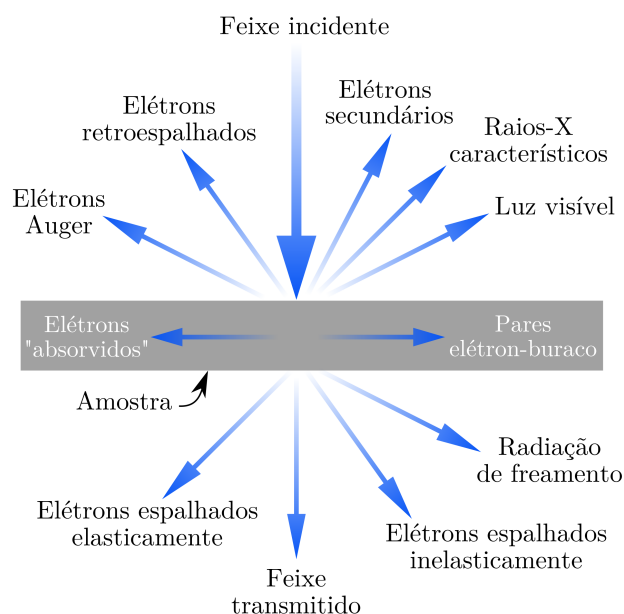 Feixe incidente
Elétrons
retroespalhados
Elétrons
secundários
Raios-X
característicos
Elétrons
Auger
Luz visível
Elétrons
"absorvidos"
Pares
elétron-buraco
Amostra
Radiação
de freamento
Elétrons espalhados
elasticamente
Elétrons espalhados
inelasticamente
Feixe
transmitido